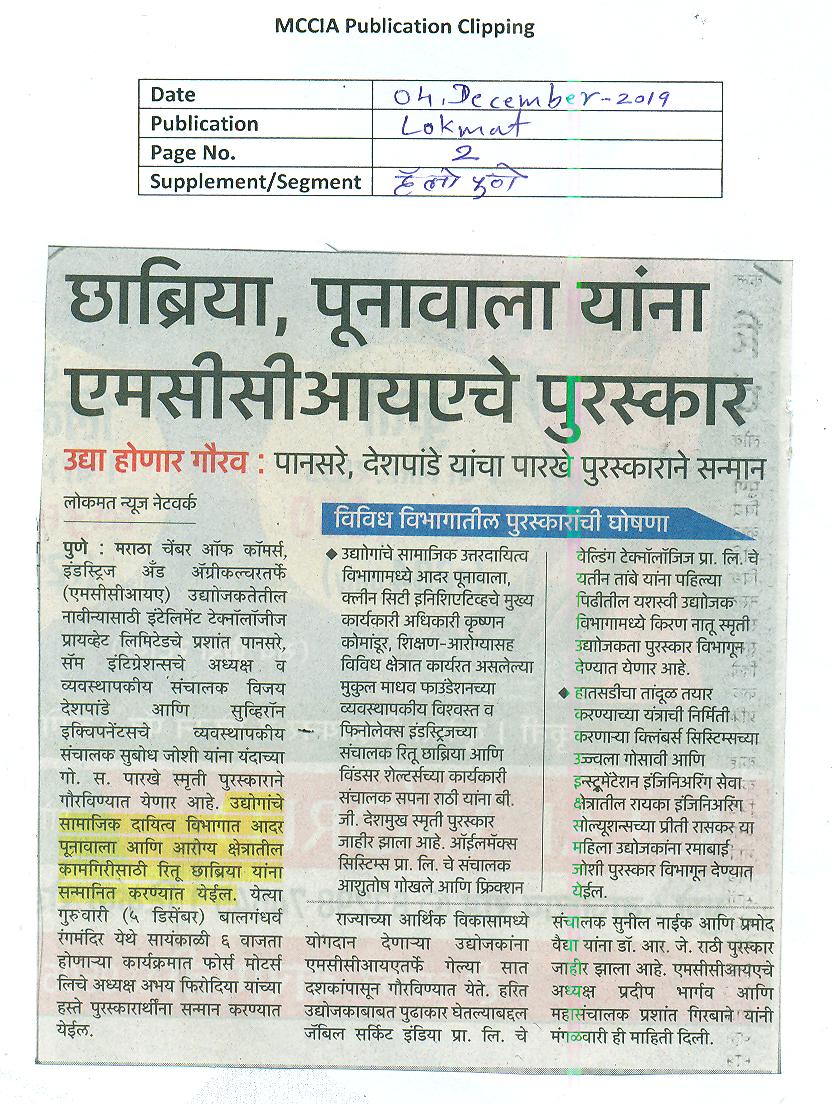 MCCIA Publication Clipping
Date 04, December-2019
Publication Lokmat
Page No. 2
Supplement/Segment हॅलो पुणे
छाब्रिया, पूनावाला यांना
एमसीसीआयएचे पुरस्कार
उद्या होणार गौरव : पानसरे, देशपांडे यांचा पारखे पुरस्काराने सन्मान
लोकमत न्यूज नेटवर्क
पुणे : मराठा चेंबर ऑफ कॉमर्स,
इंडस्ट्रिज अँड ॲग्रीकल्चरतर्फे
(एमसीसीआयए) उद्योजकतेतील
नावीन्यासाठी इंटेलिमेंट टेक्नॉलॉजीज
प्रायव्हेट लिमिटेडचे प्रशांत पानसरे,
सॅम इंटिग्रेशन्सचे अध्यक्ष व
व्यवस्थापकीय संचालक विजय
देशपांडे आणि सुव्हिरॉन
इक्विपनेंटसचे व्यवस्थापकीय
संचालक सुबोध जोशी यांना यंदाच्या
गो. स. पारखे स्मृती पुरस्काराने
गौरविण्यात येणार आहे. उद्योगांचे
सामाजिक दायित्व विभागात आदर
पूनावाला आणि आरोग्य क्षेत्रातील
कामगिरीसाठी रितू छाब्रिया यांना
सन्मानित करण्यात येईल. येत्या
गुरुवारी (५ डिसेंबर) बालगंधर्व
रंगमंदिर येथे सायंकाळी ६ वाजता
होणाऱ्या कार्यक्रमात फोर्स मोटर्स
लिचे अध्यक्ष अभय फिरोदिया यांच्या
हस्ते पुरस्कारार्थीना सन्मान करण्यात
येईल.
विविध विभागातील पुरस्कारांची घोषणा
◆ उद्योगांचे सामाजिक उत्तरदायित्व
विभागामध्ये आदर पूनावाला,
क्लीन सिटी इनिशिएटिव्हचे मुख्य
कार्यकारी अधिकारी कृष्णन
कोमांडूर, शिक्षण-आरोग्यासह
विविध क्षेत्रात कार्यरत असलेल्या
मुकुल माधव फाउंडेशनच्या
व्यवस्थापकीय विश्वस्त व
फिनोलेक्स इंडस्ट्रिजच्या
संचालक रितू छाब्रिया आणि
विंडसर शेल्टर्सच्या कार्यकारी
संचालक सपना राठी यांना बी.
जी. देशमुख स्मृती पुरस्कार
जाहीर झाला आहे. ऑईलमॅक्स
सिस्टिम्स प्रा. लि. चे संचालक
आशुतोष गोखले आणि फ्रिक्शन
वेल्डिंग टेक्नॉलॉजिज प्रा. लि.चे
यतीन तांबे यांना पहिल्या
पिढीतील यशस्वी उद्योजक
विभागामध्ये किरण नातू स्मृती
उद्योजकता पुरस्कार विभागून
देण्यात येणार आहे.
◆ हातसडीचा तांदूळ तयार
करण्याच्या यंत्राची निर्मिती
करणाऱ्या क्लिंबर्स सिस्टिम्सच्या
उज्ज्वला गोसावी आणि
इन्स्ट्रुमेंटेशन इंजिनिअरिंग सेवा
क्षेत्रातील रायका इंजिनिअरिंग
सोल्यूशन्सच्या प्रीती रासकर या
महिला उद्योजकांना रमाबाई
जोशी पुरस्कार विभागून देण्यात
येईल.
राज्याच्या आर्थिक विकासामध्ये
योगदान देणाऱ्या उद्योजकांना
एमसीसीआयएतर्फे गेल्या सात
दशकांपासून गौरविण्यात येते. हरित
उद्योजकाबाबत पुढाकार घेतल्याबद्दल
जॅबिल सर्किट इंडिया प्रा. लि. चे
संचालक सुनील नाईक आणि प्रमोद
वैद्य यांना डॉ. आर. जे. राठी पुरस्कार
जाहीर झाला आहे. एमसीसीआयएचे
अध्यक्ष प्रदीप भार्गव आणि
महासंचालक प्रशांत गिरबाने यांनी
मंगळवारी ही माहिती दिली.